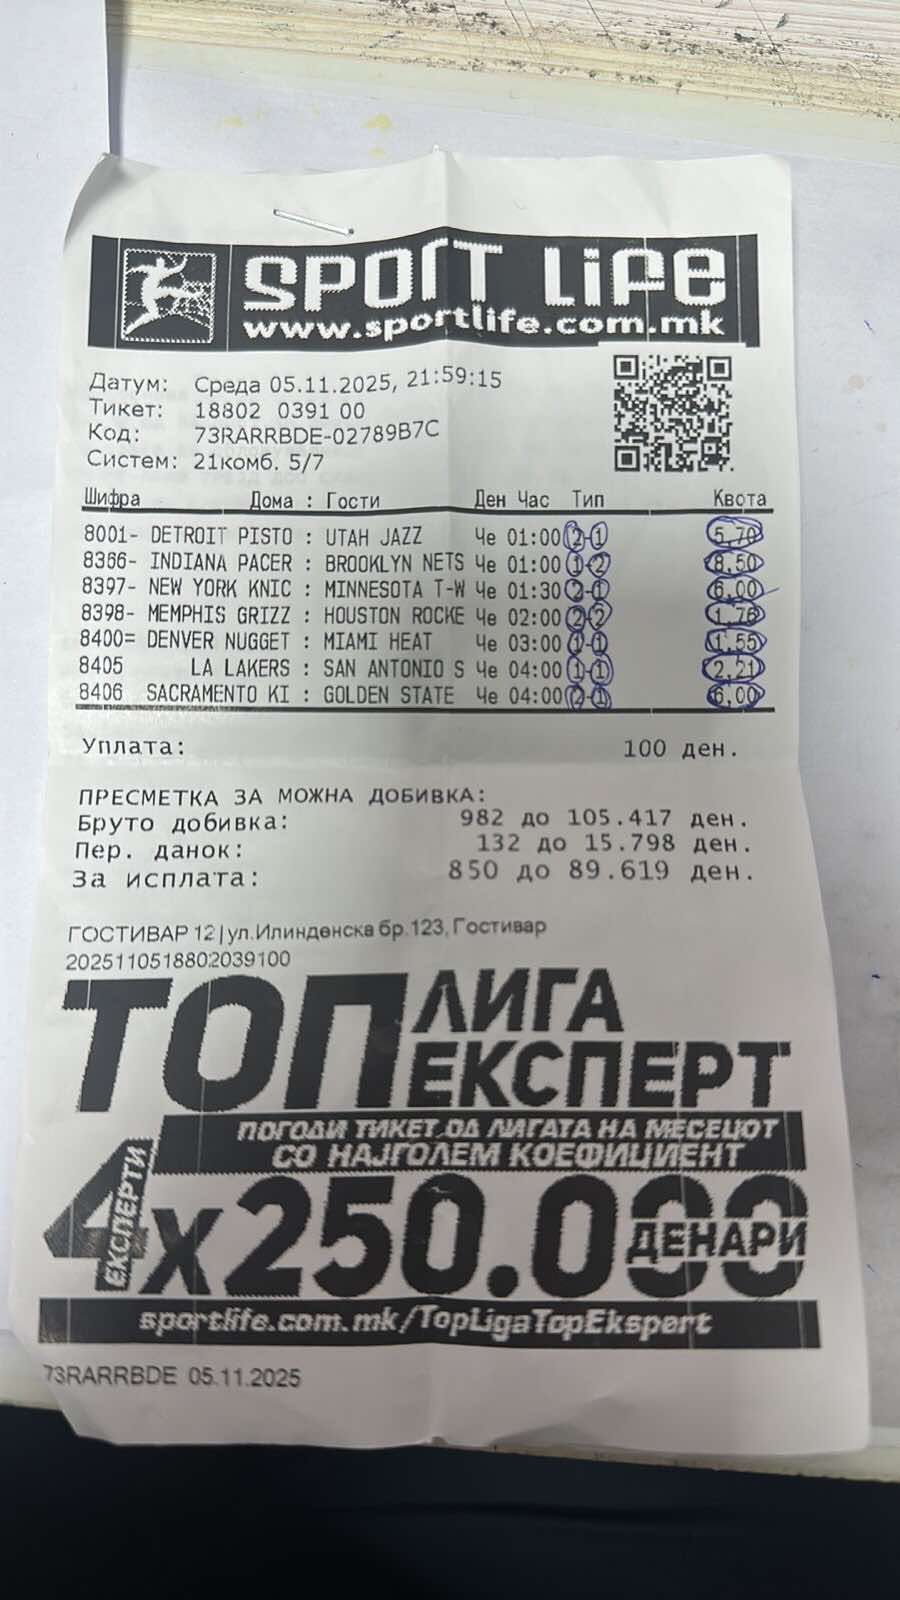 SPORT LIFE
www.sportlife.com.mk
Датум: Среда 05.11.2025, 21:59:15
Тикет: 18802 0391 00
Код: 73RARRBDE-02789B7C
Систем: 21комб. 5/7
Шифра Дома : Гости Ден Час Тип Квота
8001- DETROIT PISTO : UTAH JAZZ Че 01:00 2-1 5,70
8366- INDIANA PACER : BROOKLYN NETS Че 01:00 1-2 8,50
8397- NEW YORK KNIC : MINNESOTA T-W Че 01:30 2-1 6,00
8398- MEMPHIS GRIZZ : HOUSTON ROCKE Че 02:00 2-2 1,76
8400= DENVER NUGGET : MIAMI HEAT Че 03:00 1-1 1,55
8405 LA LAKERS : SAN ANTONIO S Че 04:00 1-1 2,21
8406 SACRAMENTO KI : GOLDEN STATE Че 04:00 2-1 6,00
Уплата: 100 ден.
ПРЕСМЕТКА ЗА МОЖНА ДОБИВКА:
Бруто добивка: 982 до 105.417 ден.
Пер. данок: 132 до 15.798 ден.
За исплата: 850 до 89.619 ден.
ГОСТИВАР 12|ул.Илинденска бр.123, Гостивар
2025110518802039100
ТОП ЛИГА
ЕКСПЕРТ
ПОГОДИ ТИКЕТ ОД ЛИГАТА НА МЕСЕЦОТ
СО НАЈГОЛЕМ КОЕФИЦИЕНТ
4 ЕКСПЕРТИ x250.000 ДЕНАРИ
sportlife.com.mk/TopLigaTopEkspert
73RARRBDE 05.11.2025